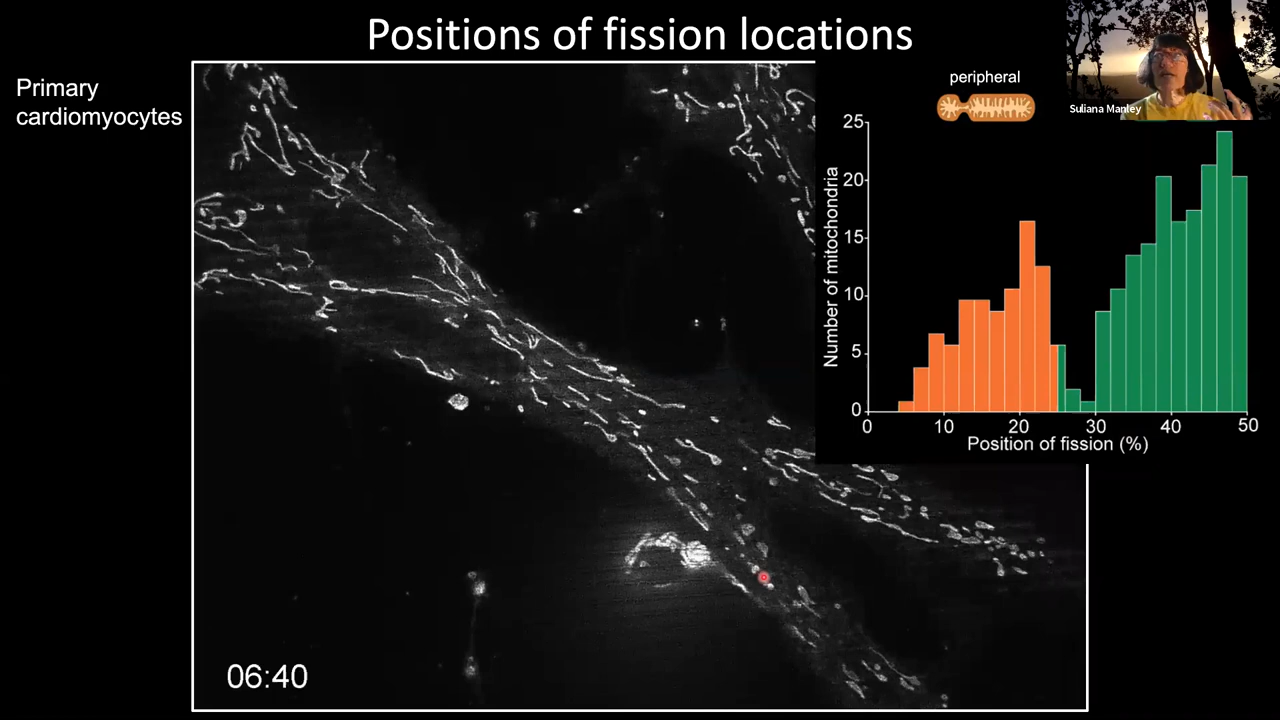 Positions of fission locations
Primary
cardiomyocytes
peripheral
Suliana Manley
25
20
15
10
5
0
Number of mitochondria
0 10 20 30 40 50
Position of fission (%)
06:40